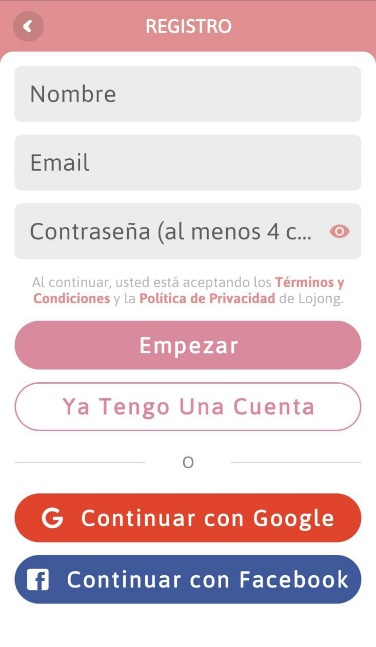 REGISTRO
Nombre
Email
Contraseña (al menos 4 c...
Al continuar, usted está aceptando los Términos y
Condiciones y la Política de Privacidad de Lojong.
Empezar
Ya Tengo Una Cuenta
O
G Continuar con Google
f Continuar con Facebook